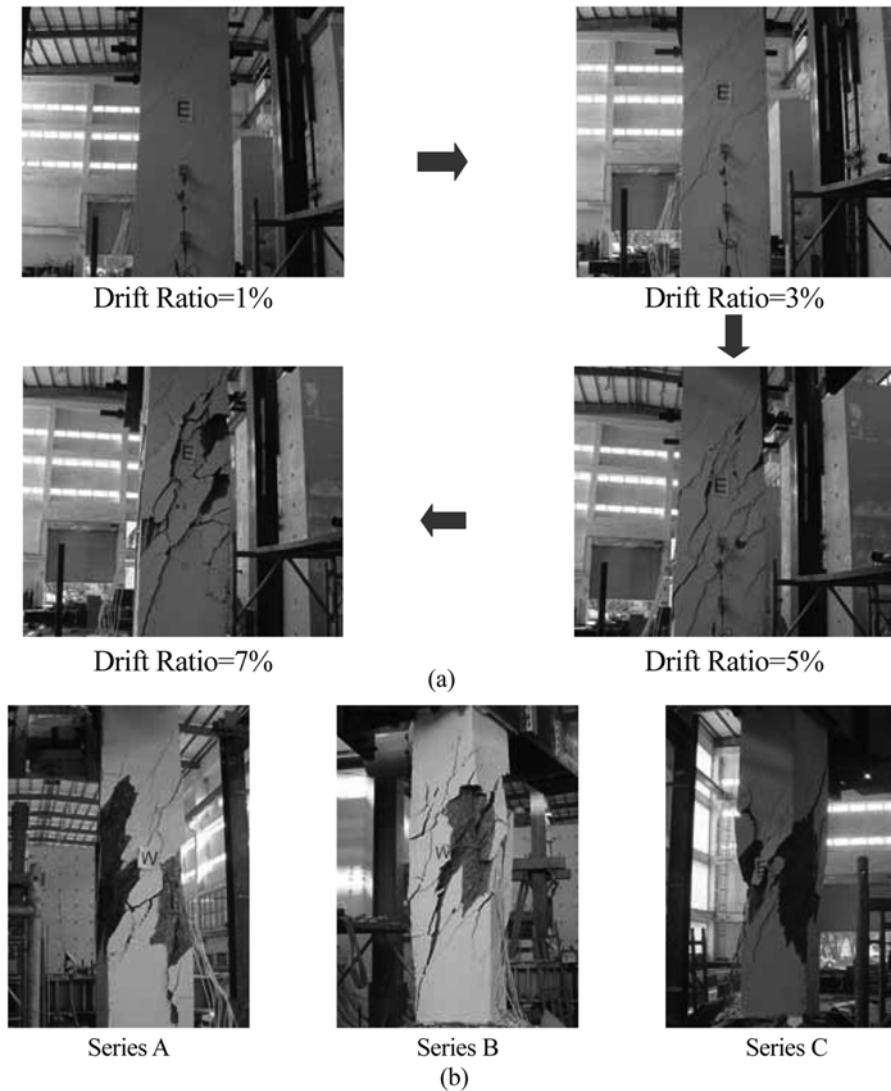 E
E
Drift Ratio=1%
Drift Ratio=3%
E
E
Drift Ratio=7%
Drift Ratio=5%
(a)
W
W
E
Series A
Series B
Series C
(b)